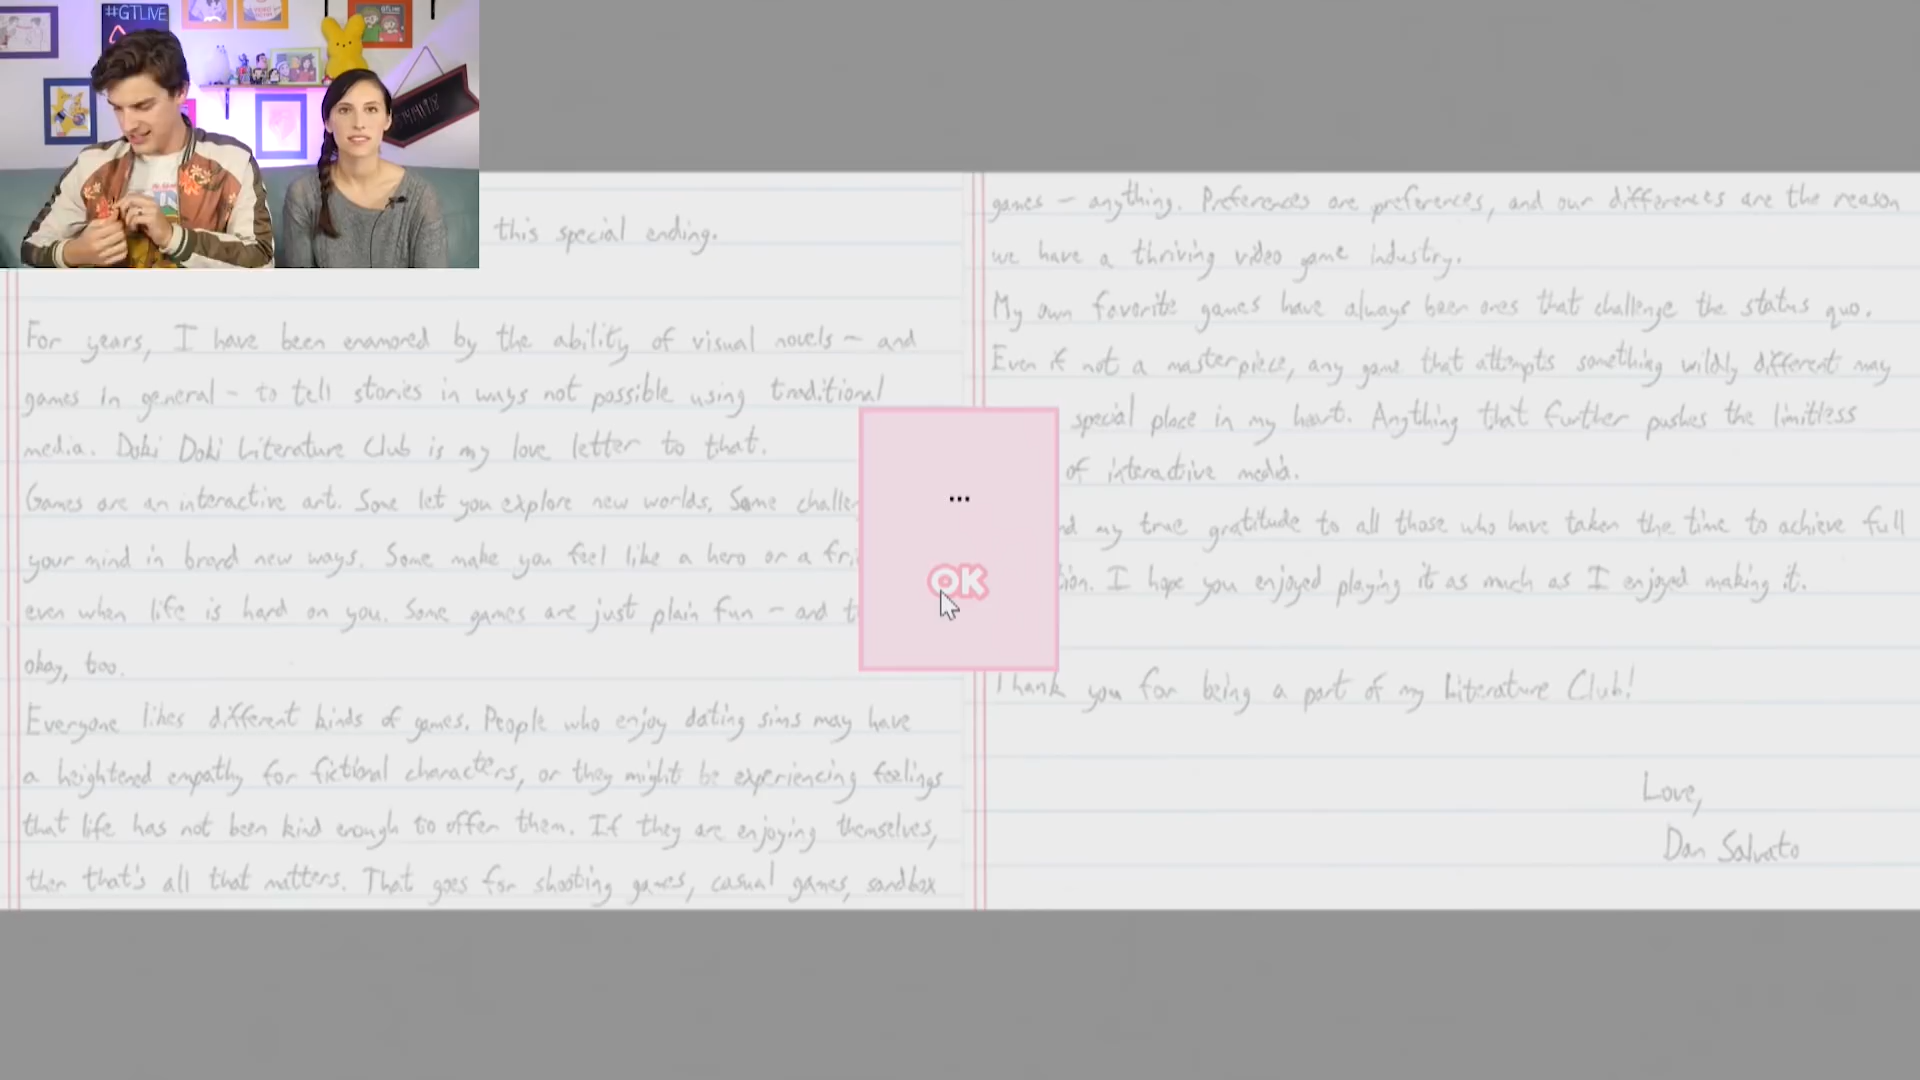 #GTLIVE
GTLIVE
this special ending.
For years, I have been enamored by the ability of visual novels - and
games in general - to tell stories in ways not possible using traditional
media. Doki Doki Literature Club is my love letter to that.
Games are an interactive art. Some let you explore new worlds. Some challen
your mind in brand new ways. Some make you feel like a hero or a fri
even when life is hard on you. Some games are just plain fun - and t
okay, too.
Everyone likes different kinds of games. People who enjoy dating sims may have
a heightened empathy for fictional characters, or they might be experiencing feelings
that life has not been kind enough to offer them. If they are enjoying themselves,
then that's all that matters. That goes for shooting games, casual games, sandbox
games - anything. Preferences are preferences, and our differences are the reason
we have a thriving video game industry.
My own favorite games have always been ones that challenge the status quo.
Even if not a masterpiece, any game that attempts something wildly different may
special place in my heart. Anything that further pushes the limitless
of interactive media.
d my true gratitude to all those who have taken the time to achieve full
tion. I hope you enjoyed playing it as much as I enjoyed making it.
Thank you for being a part of my Literature Club!
Love,
Dan Salvato
...
OK